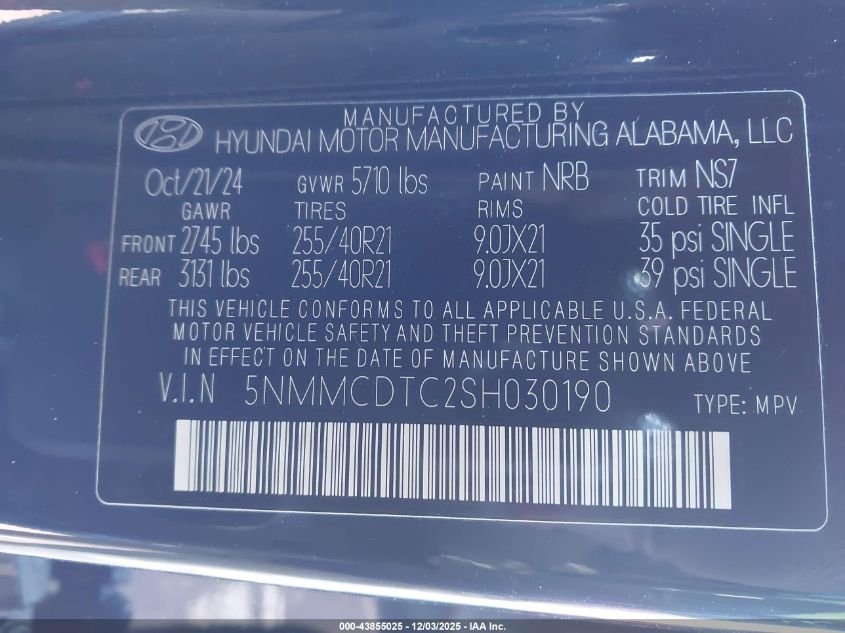 MANUFACTURED BY
HYUNDAI MOTOR MANUFACTURING ALABAMA, LLC
Oct/21/24 GVWR 5710 lbs PAINT NRB TRIM NS7
GAWR TIRES RIMS COLD TIRE INFL
FRONT 2745 lbs 255/40R21 9.0JX21 35 psi SINGLE
REAR 3131 lbs 255/40R21 9.0JX21 39 psi SINGLE
THIS VEHICLE CONFORMS TO ALL APPLICABLE U.S.A. FEDERAL
MOTOR VEHICLE SAFETY AND THEFT PREVENTION STANDARDS
IN EFFECT ON THE DATE OF MANUFACTURE SHOWN ABOVE
V.I.N 5NMMCDTC2SH030190 TYPE: MPV
000-43855025 - 12/03/2025 - IAA Inc.